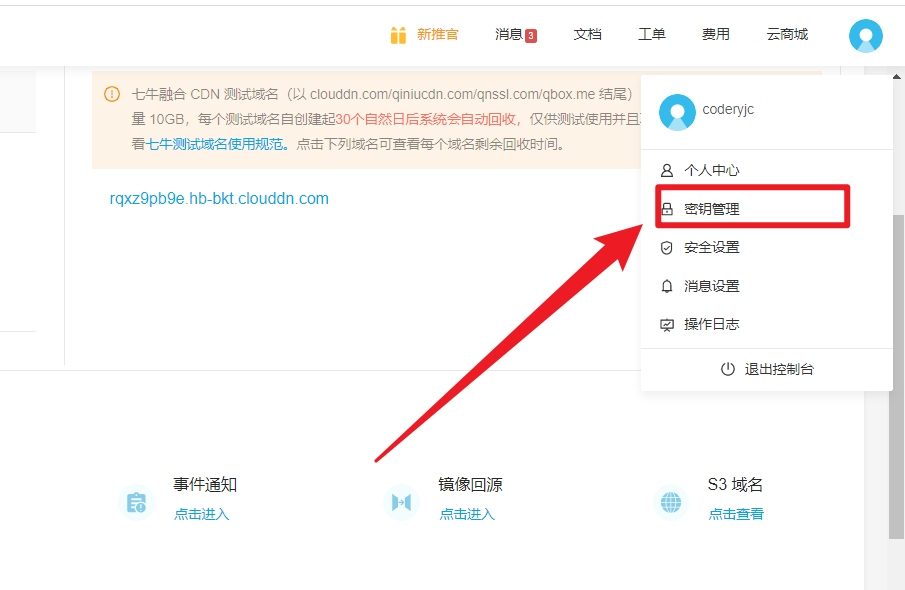 新推官 消息 3 文档 工单 费用 云商城
七牛融合 CDN 测试域名（以 clouddn.com/qiniucdn.com/qnssl.com/qbox.me 结尾）
量 10GB，每个测试域名自创建起30个自然日后系统会自动回收，仅供测试使用并且
看七牛测试域名使用规范。点击下列域名可查看每个域名剩余回收时间。
rqxz9pb9e.hb-bkt.clouddn.com
coderyjc
个人中心
密钥管理
安全设置
消息设置
操作日志
退出控制台
事件通知
点击进入
镜像回源
点击进入
S3 域名
点击查看